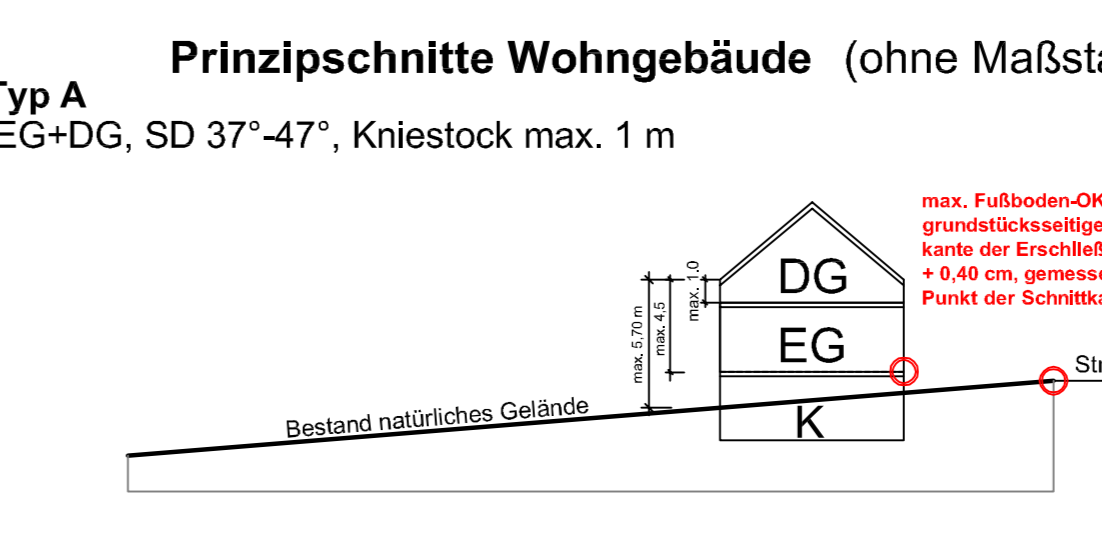 Prinzipschnitte Wohngebäude (ohne Maßsta
Typ A
EG+DG, SD 37°-47°, Kniestock max. 1 m
max. Fußboden-OK
grundstücksseitige
kante der Erschließ
+ 0,40 cm, gemesse
Punkt der Schnittka
max. 1.0
max. 4,5
max. 5,70 m
DG
EG
K
Str
Bestand natürliches Gelände